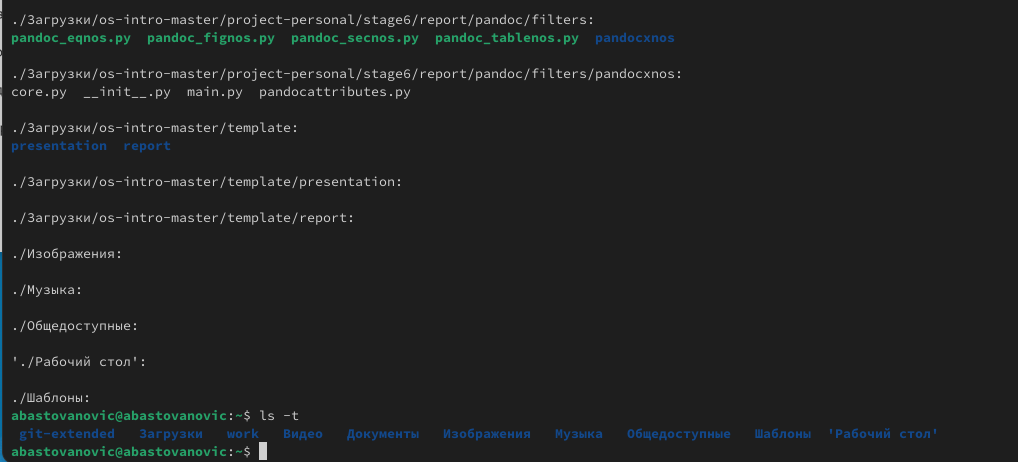 ./Загрузки/os-intro-master/project-personal/stage6/report/pandoc/filters:
pandoc_eqnos.py  pandoc_fignos.py  pandoc_secnos.py  pandoc_tablenos.py  pandocxnos
./Загрузки/os-intro-master/project-personal/stage6/report/pandoc/filters/pandocxnos:
core.py  __init__.py  main.py  pandocattributes.py
./Загрузки/os-intro-master/template:
presentation  report
./Загрузки/os-intro-master/template/presentation:
./Загрузки/os-intro-master/template/report:
./Изображения:
./Музыка:
./Общедоступные:
'./Рабочий стол':
./Шаблоны:
abastovanovic@abastovanovic:~$ ls -t
git-extended   Загрузки   work   Видео   Документы   Изображения   Музыка   Общедоступные   Шаблоны  'Рабочий стол'
abastovanovic@abastovanovic:~$